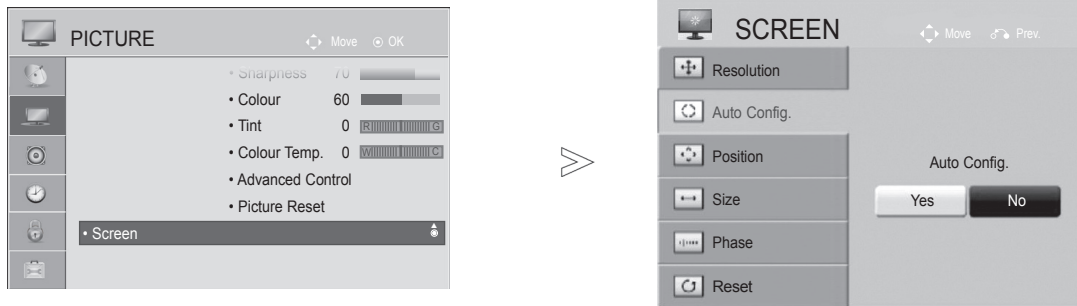 PICTURE
Move OK
• Sharpness 70
• Colour 60
• Tint 0 R G
• Colour Temp. 0 W C
• Advanced Control
• Picture Reset
• Screen
SCREEN
Move Prev.
Resolution
Auto Config.
Position
Size
Phase
Reset
Auto Config.
Yes No